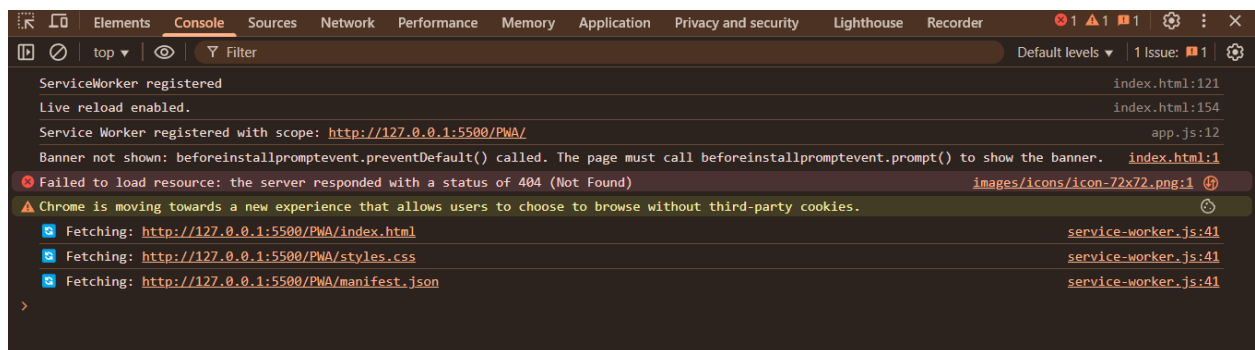 Elements Console Sources Network Performance Memory Application Privacy and security Lighthouse Recorder 1 1 1
top Filter Default levels 1 Issue: 1
ServiceWorker registered index.html:121
Live reload enabled. index.html:154
Service Worker registered with scope: http://127.0.0.1:5500/PWA/ app.js:12
Banner not shown: beforeinstallpromptevent.preventDefault() called. The page must call beforeinstallpromptevent.prompt() to show the banner. index.html:1
Failed to load resource: the server responded with a status of 404 (Not Found) images/icons/icon-72x72.png:1
Chrome is moving towards a new experience that allows users to choose to browse without third-party cookies.
Fetching: http://127.0.0.1:5500/PWA/index.html service-worker.js:41
Fetching: http://127.0.0.1:5500/PWA/styles.css service-worker.js:41
Fetching: http://127.0.0.1:5500/PWA/manifest.json service-worker.js:41